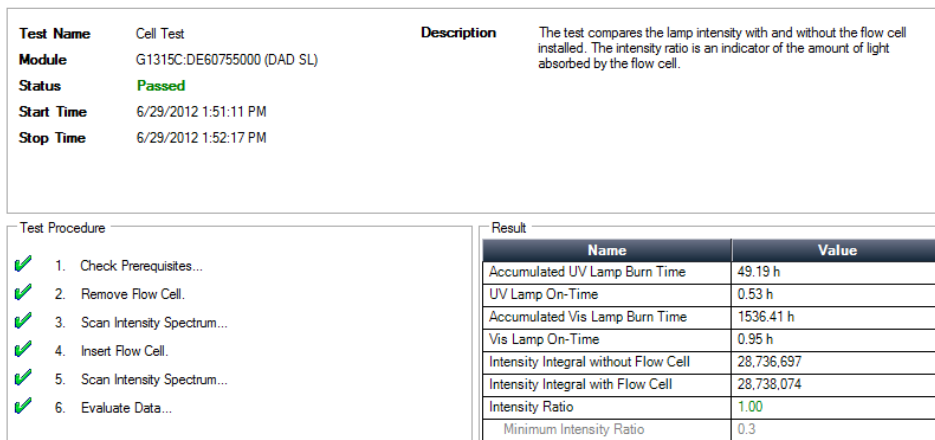 Test Name Cell Test
Module G1315C:DE60755000 (DAD SL)
Status Passed
Start Time 6/29/2012 1:51:11 PM
Stop Time 6/29/2012 1:52:17 PM
Description The test compares the lamp intensity with and without the flow cell
installed. The intensity ratio is an indicator of the amount of light
absorbed by the flow cell.
Test Procedure
1. Check Prerequisites...
2. Remove Flow Cell.
3. Scan Intensity Spectrum...
4. Insert Flow Cell.
5. Scan Intensity Spectrum...
6. Evaluate Data...
Result
Name Value
Accumulated UV Lamp Burn Time 49.19 h
UV Lamp On-Time 0.53 h
Accumulated Vis Lamp Burn Time 1536.41 h
Vis Lamp On-Time 0.95 h
Intensity Integral without Flow Cell 28,736,697
Intensity Integral with Flow Cell 28,738,074
Intensity Ratio 1.00
Minimum Intensity Ratio 0.3